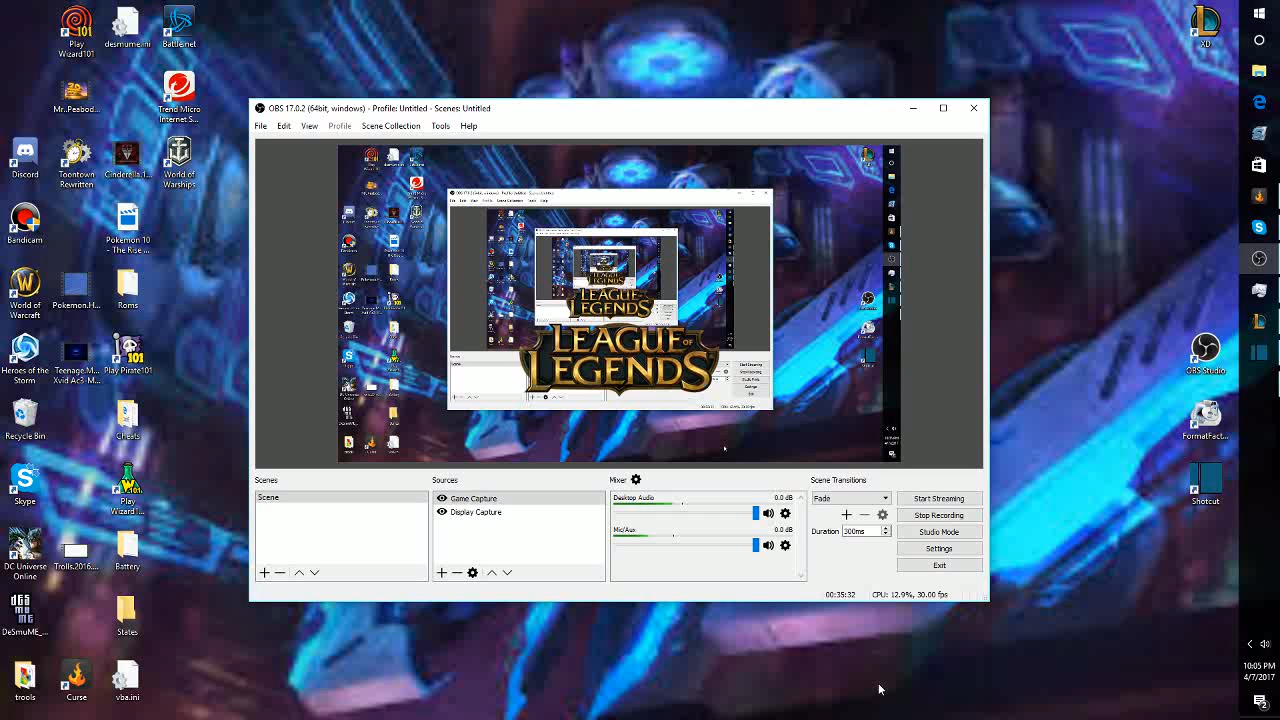 Play
Wizard101
desmume.ini
Battle.net
XD
Mr..Peabod...
Trend Micro
Internet S...
Discord
Toontown
Rewritten
Cinderella.1...
World of
Warships
Bandicam
Pokemon 10
- The Rise ...
World of
Warcraft
Pokemon.H...
Roms
Teenage.M...
Xvid Ac3-M...
Play Pirate101
Recycle Bin
Cheats
Skype
Play
Wizard1...
DC Universe
Online
Trolls.2016....
Battery
DeSmuME_...
States
trools
Curse
vba.ini
OBS 17.0.2 (64bit, windows) - Profile: Untitled - Scenes: Untitled
File Edit View Profile Scene Collection Tools Help
LEAGUE OF
LEGENDS
LEAGUE OF
LEGENDS
Scenes
Scene
Sources
Game Capture
Display Capture
Mixer
Desktop Audio 0.0 dB
Mic/Aux 0.0 dB
Scene Transitions
Fade
Duration 300ms
Start Streaming
Stop Recording
Studio Mode
Settings
Exit
00:35:32 CPU: 12.9%, 30.00 fps
OBS Studio
FormatFact...
Shotcut
10:05 PM
4/7/2017